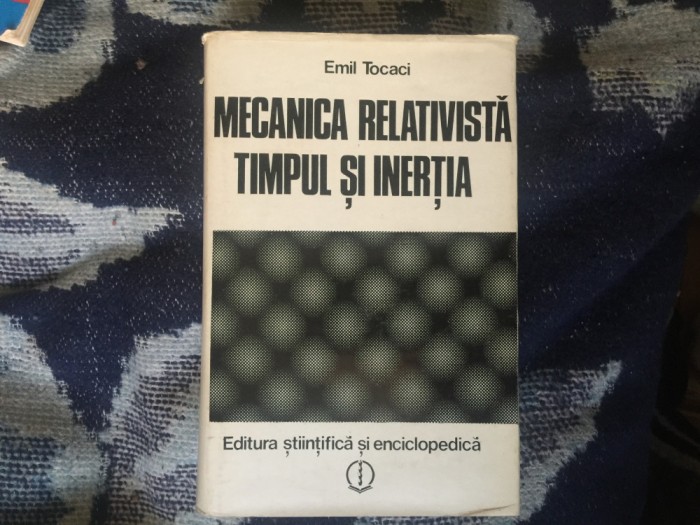 Emil Tocaci
MECANICA RELATIVISTĂ
TIMPUL ȘI INERȚIA
Editura științifică și enciclopedică